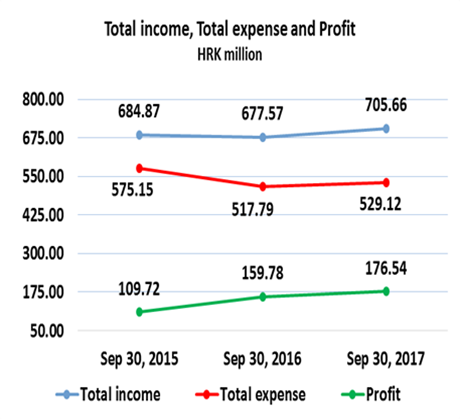 Total income, Total expense and Profit
HRK million
800.00
675.00
550.00
425.00
300.00
175.00
50.00
684.87 677.57 705.66
575.15 517.79 529.12
109.72 159.78 176.54
Sep 30, 2015 Sep 30, 2016 Sep 30, 2017
Total income Total expense Profit